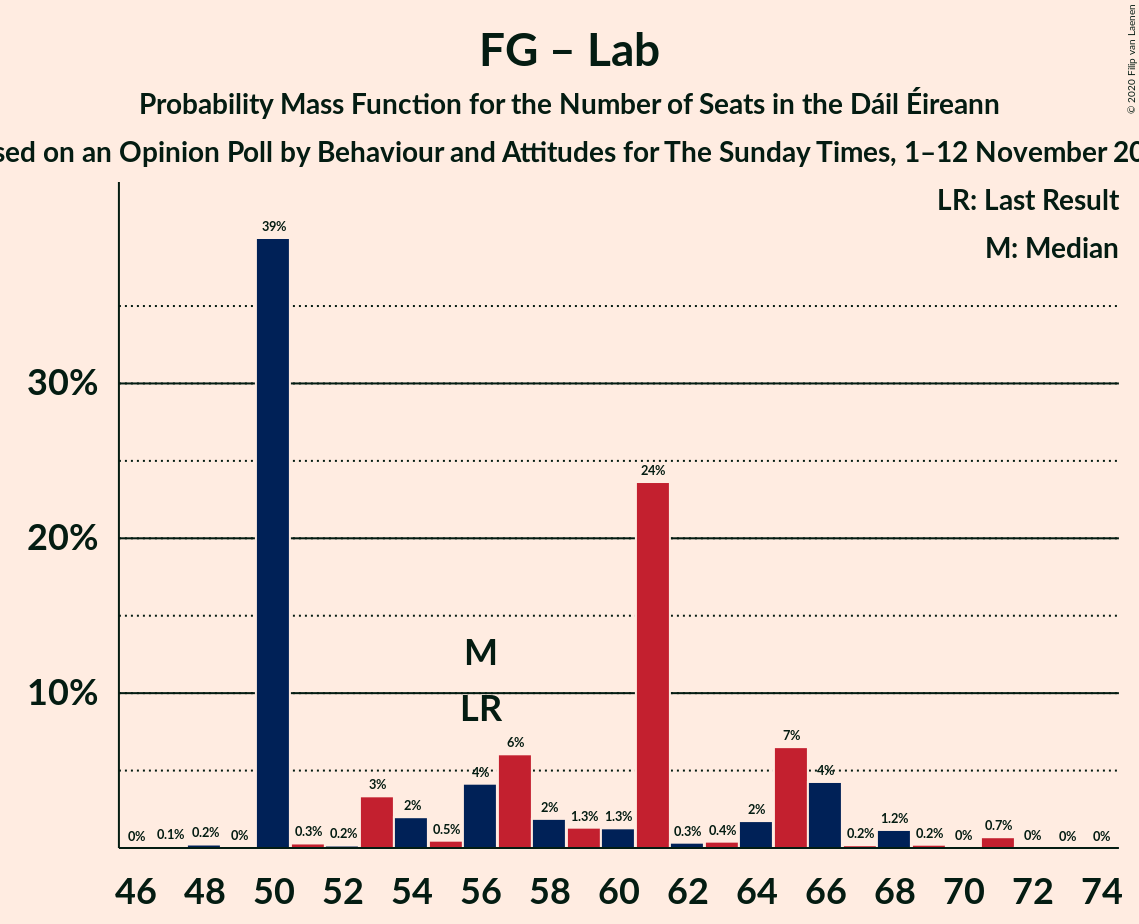 FG – Lab
Probability Mass Function for the Number of Seats in the Dáil Éireann
on an Opinion Poll by Behaviour and Attitudes for The Sunday Times, 1–12 November
© 2020 Filip van Laenen
LR: Last Result
M: Median
30%
20%
10%
M
LR
0% 0.1% 0.2% 0% 39% 0.3% 0.2% 3% 2% 0.5% 4% 6% 2% 1.3% 1.3% 24% 0.3% 0.4% 2% 7% 4% 0.2% 1.2% 0.2% 0% 0.7% 0% 0% 0%
46 48 50 52 54 56 58 60 62 64 66 68 70 72 74